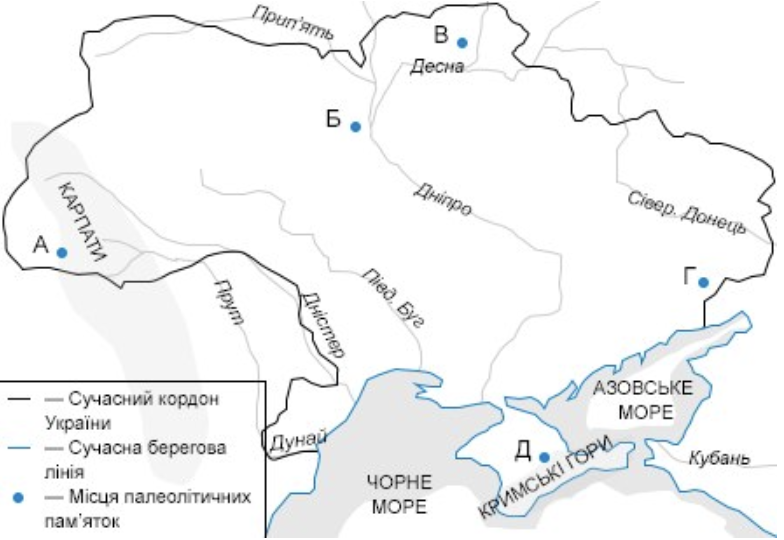 Прип'ять
В
Десна
Б
КАРПАТИ
Дніпро
Сівер. Донець
А
Г
Прут
Дністер
Півд. Буг
АЗОВСЬКЕ
МОРЕ
— Сучасний кордон
України
— Сучасна берегова
лінія
— Місця палеолітичних
пам'яток
Дунай
ЧОРНЕ
МОРЕ
Д
КРИМСЬКІ ГОРИ
Кубань